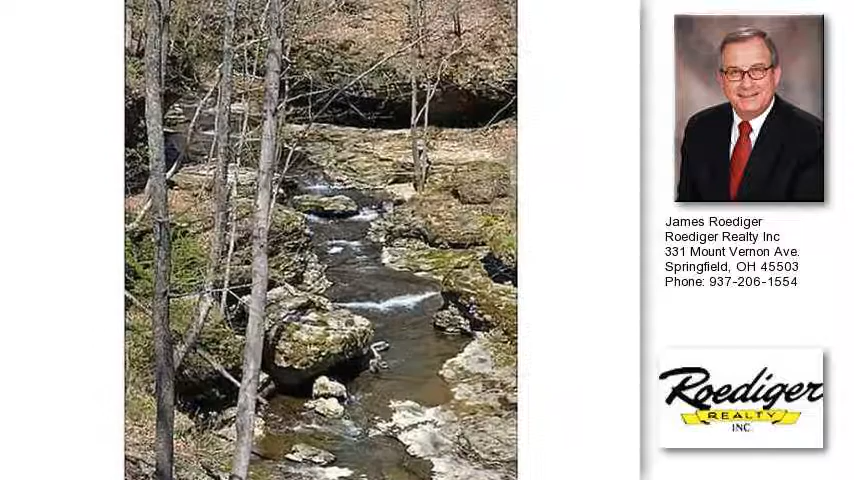 James Roediger
Roediger Realty Inc
331 Mount Vernon Ave.
Springfield, OH 45503
Phone: 937-206-1554
Roediger
REALTY
INC.